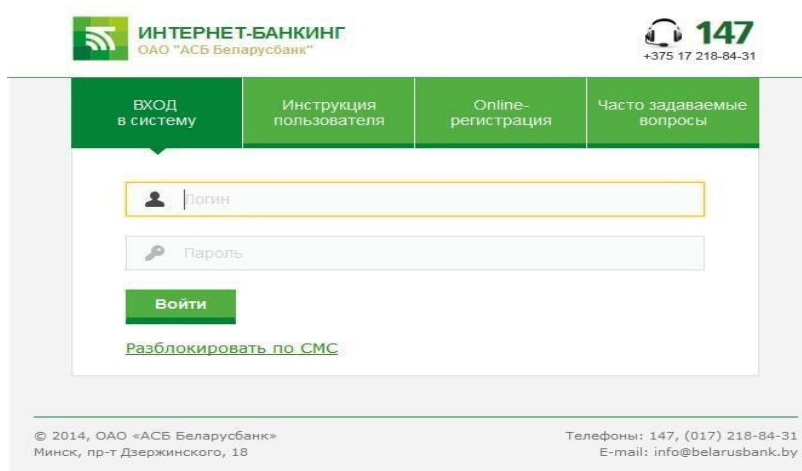 ИНТЕРНЕТ-БАНКИНГ
ОАО "АСБ Беларусбанк"
147
+375 17 218-84-31
ВХОД
в систему
Инструкция
пользователя
Online-
регистрация
Часто задаваемые
вопросы
Логин
Пароль
Войти
Разблокировать по СМС
© 2014, ОАО «АСБ Беларусбанк»
Минск, пр-т Дзержинского, 18
Телефоны: 147, (017) 218-84-31
E-mail: info@belarusbank.by